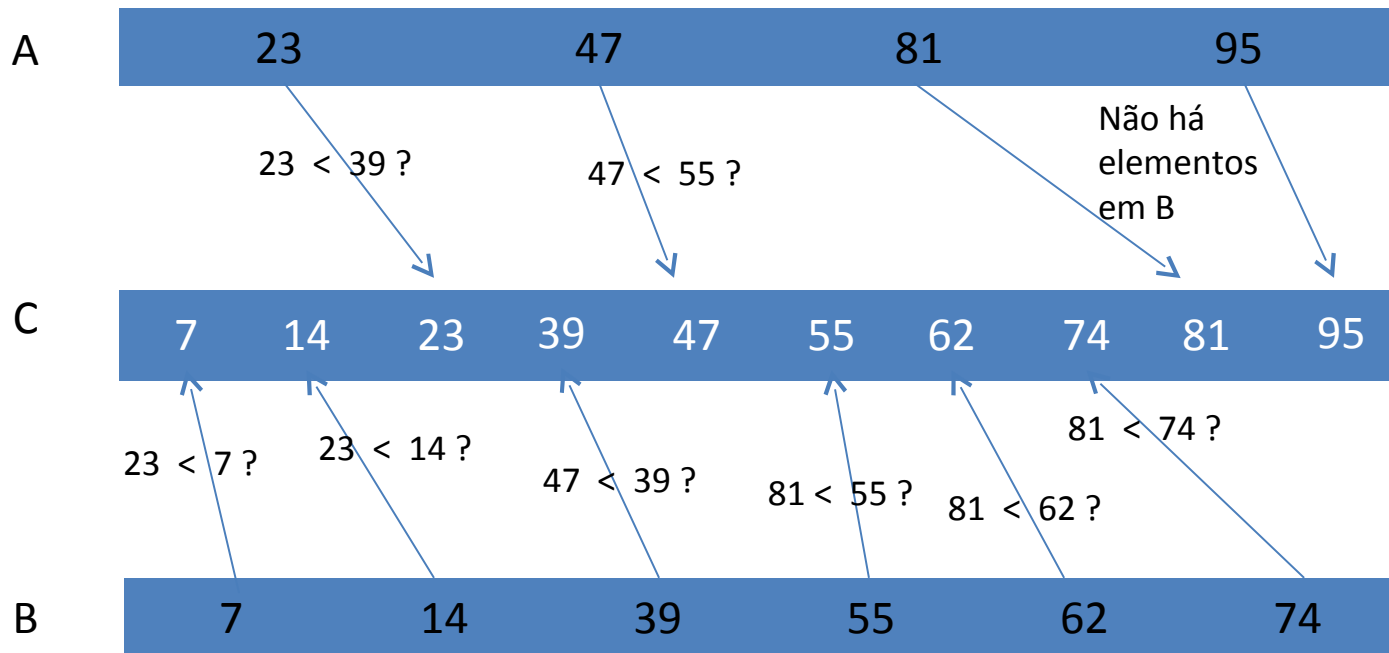 A 23 47 81 95
23 < 39 ?
47 < 55 ?
Não há
elementos
em B
C 7 14 23 39 47 55 62 74 81 95
23 < 7 ?
23 < 14 ?
47 < 39 ?
81 < 55 ?
81 < 62 ?
81 < 74 ?
B 7 14 39 55 62 74